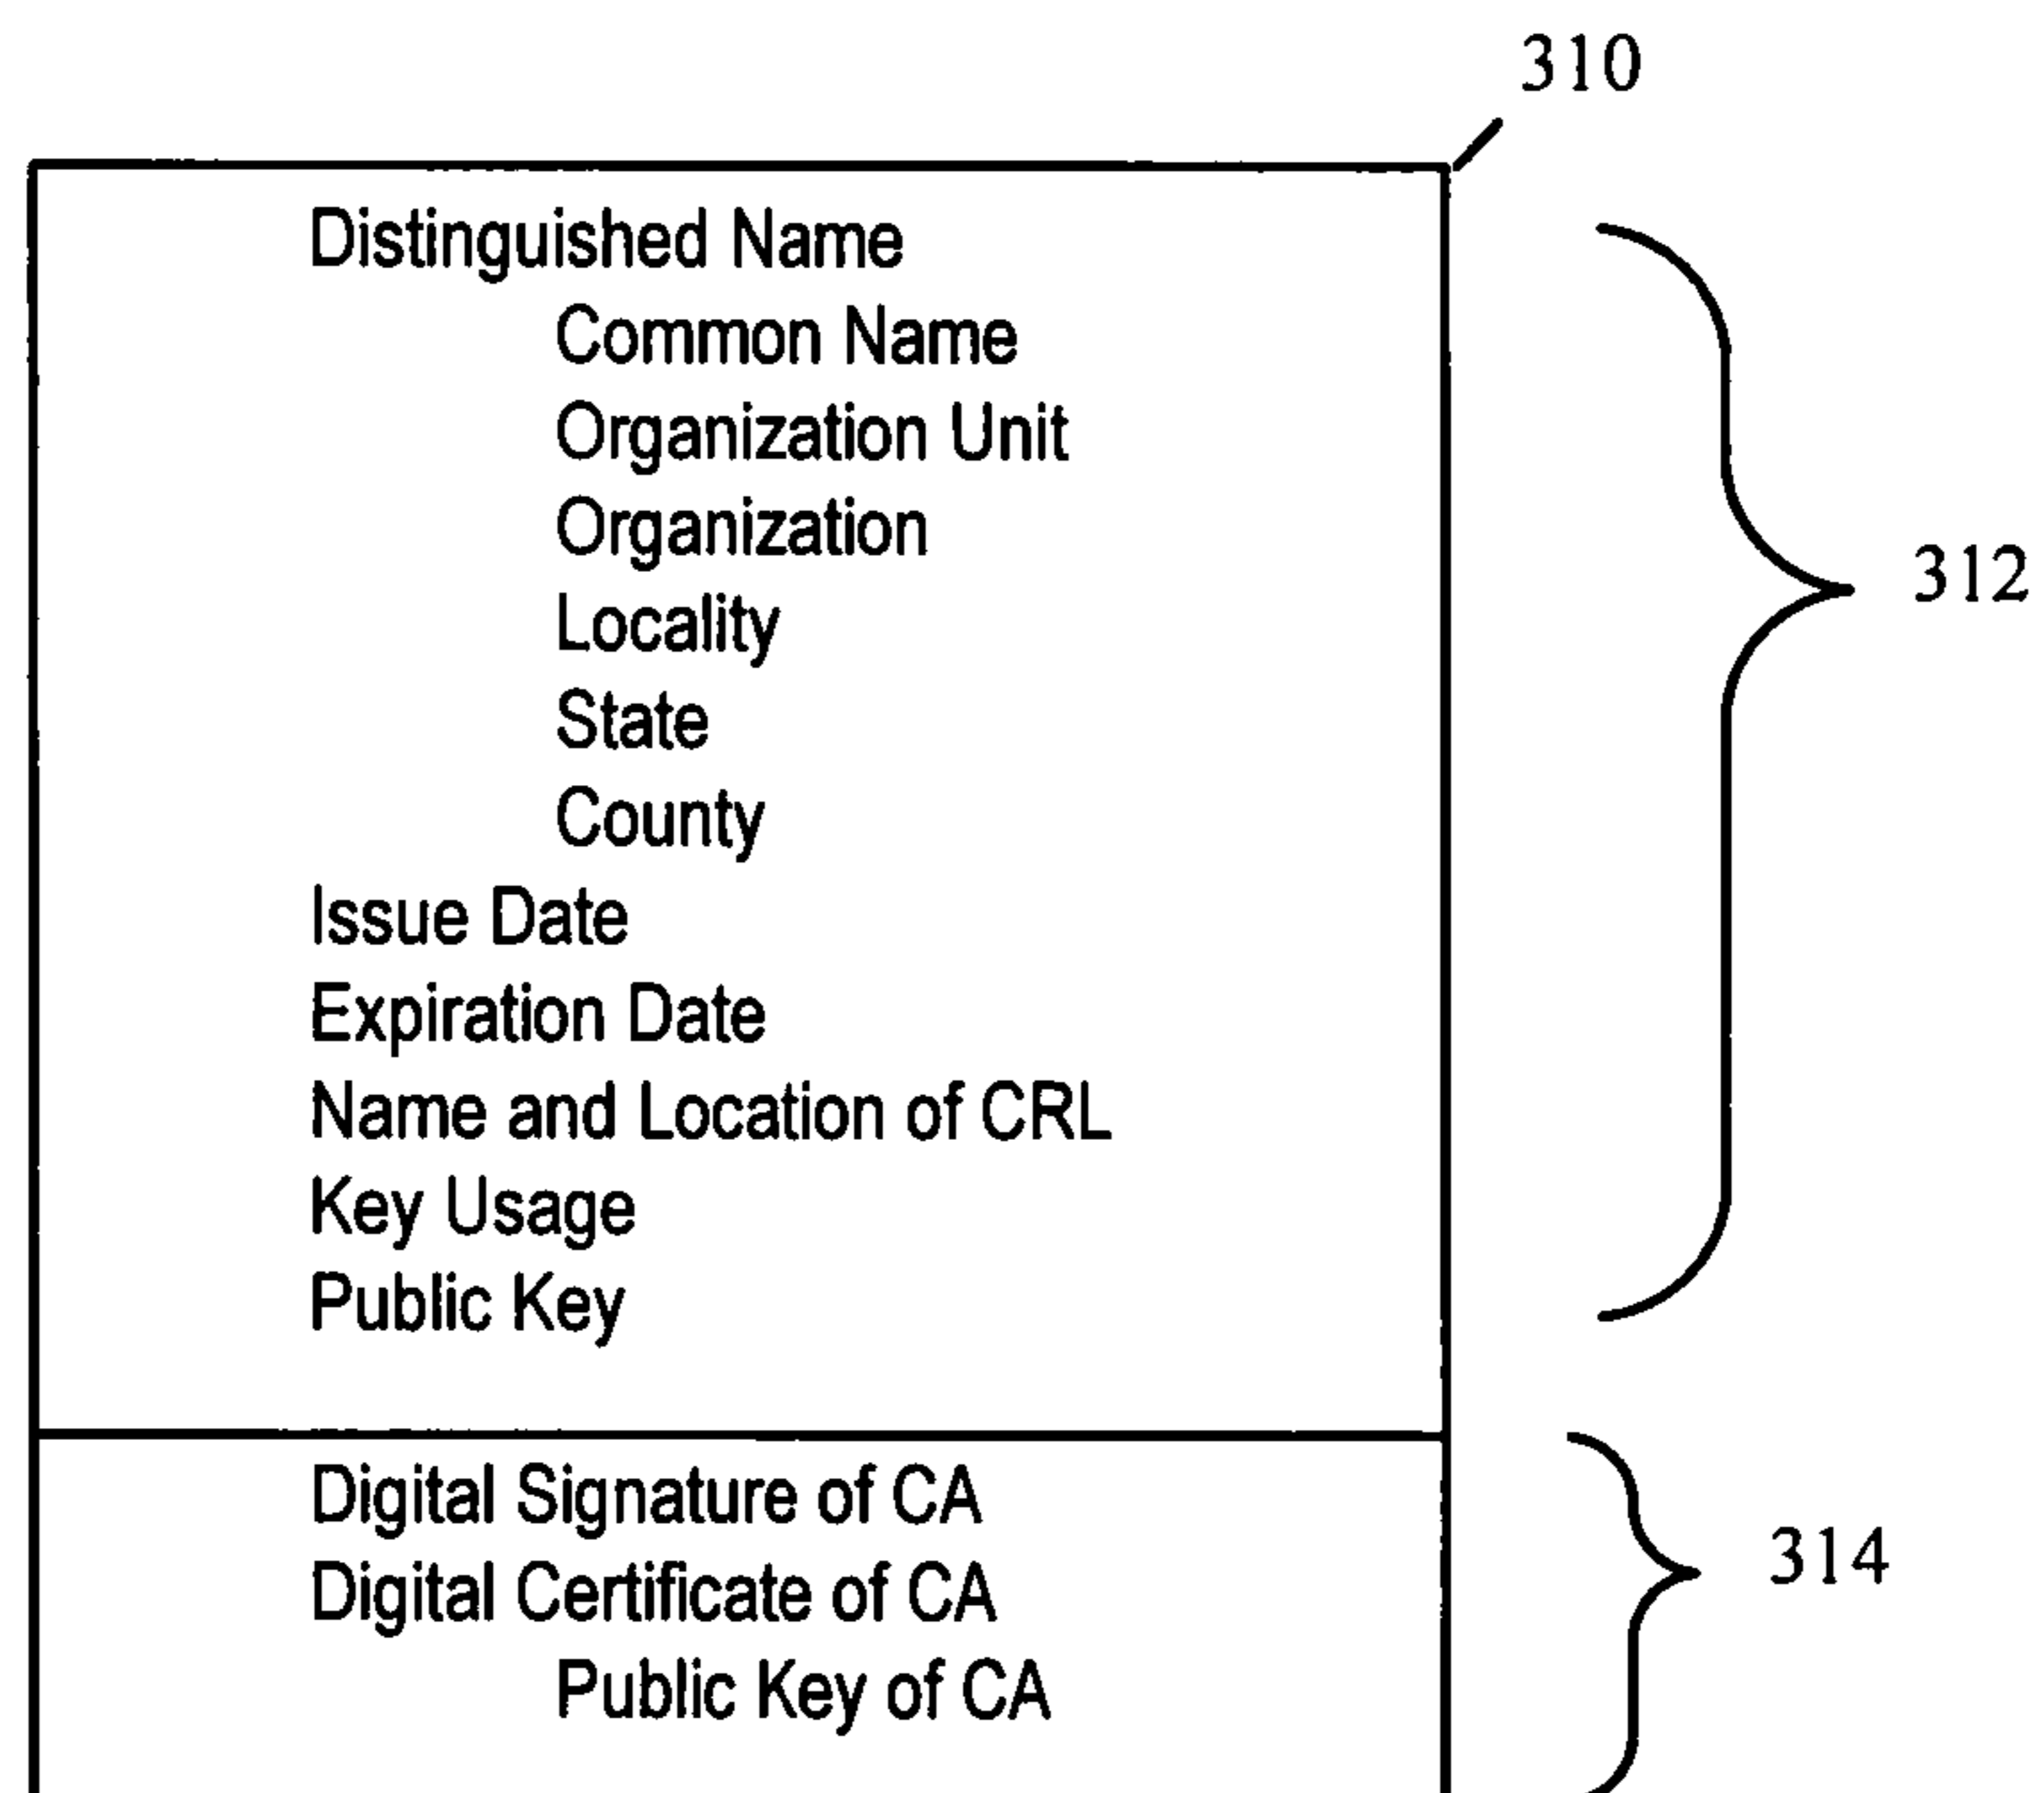 310
Distinguished Name
Common Name
Organization Unit
Organization
Locality
State
County
Issue Date
Expiration Date
Name and Location of CRL
Key Usage
Public Key
312
Digital Signature of CA
Digital Certificate of CA
Public Key of CA
314